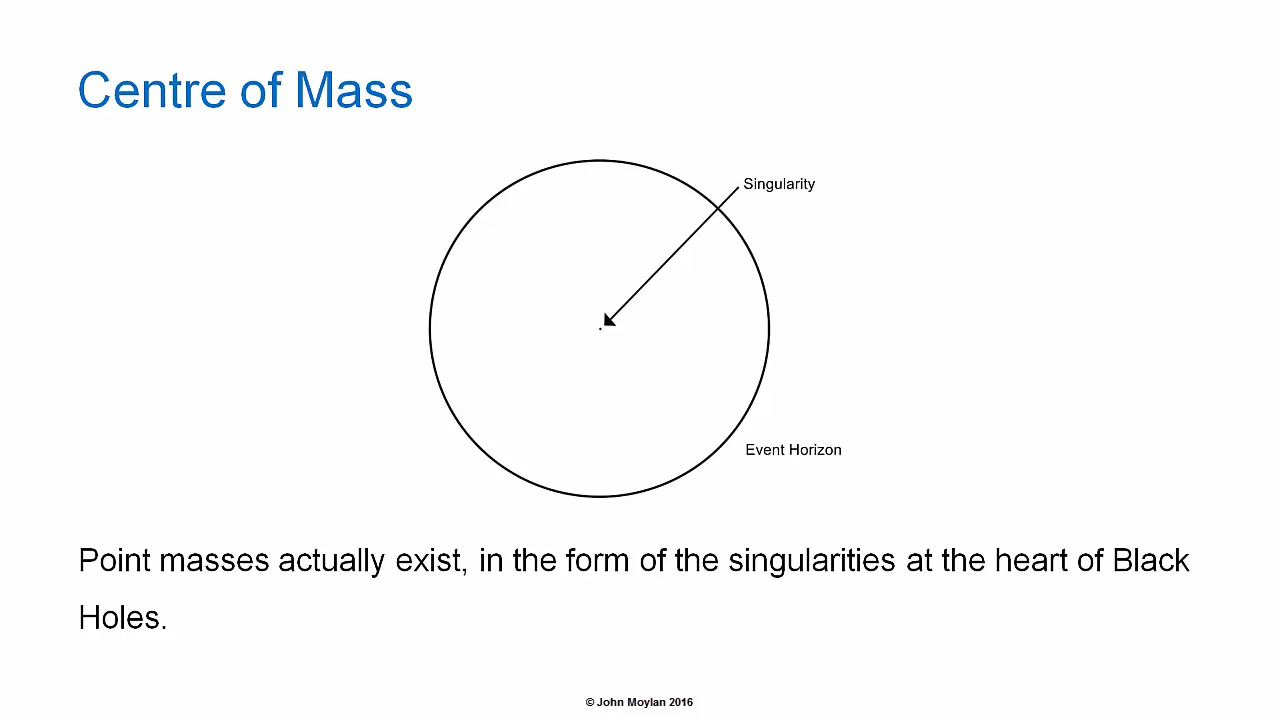 Centre of Mass
Singularity
Event Horizon
Point masses actually exist, in the form of the singularities at the heart of Black
Holes.
© John Moylan 2016